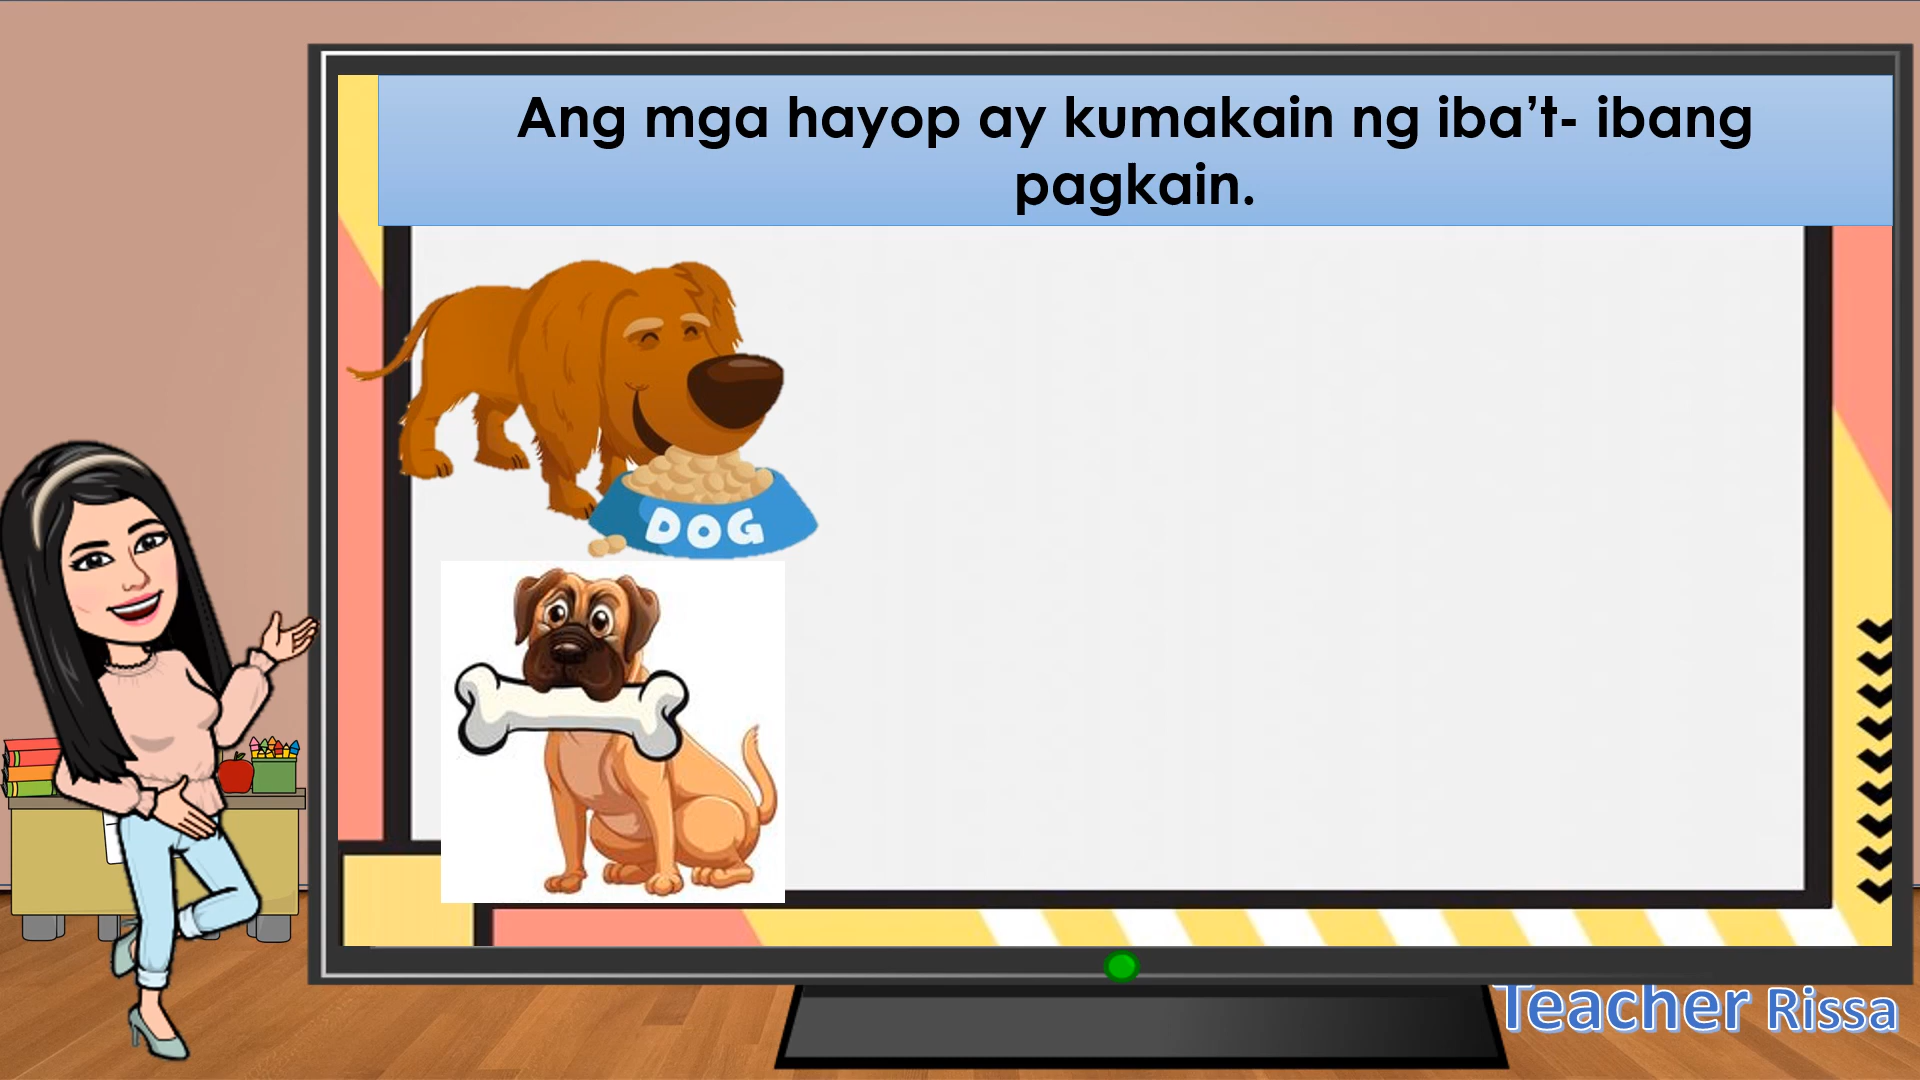 Ang mga hayop ay kumakain ng iba’t- ibang
pagkain.
DOG
Teacher Rissa